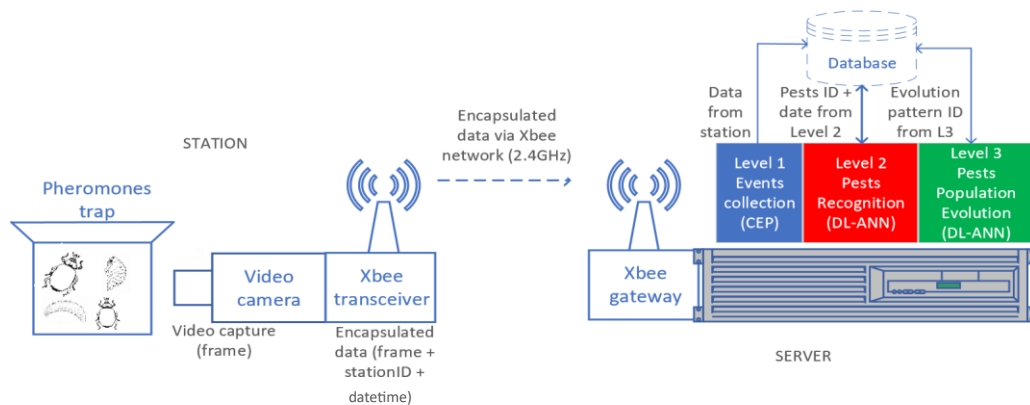 STATION
Pheromones
trap
Video
camera
Xbee
transceiver
Video capture
(frame)
Encapsulated
data (frame +
stationID +
datetime)
Encapsulated
data via Xbee
network (2.4GHz)
Xbee
gateway
Database
Data
from
station
Pests ID +
date from
Level 2
Evolution
pattern ID
from L3
Level 1
Events
collection
(CEP)
Level 2
Pests
Recognition
(DL-ANN)
Level 3
Pests
Population
Evolution
(DL-ANN)
SERVER